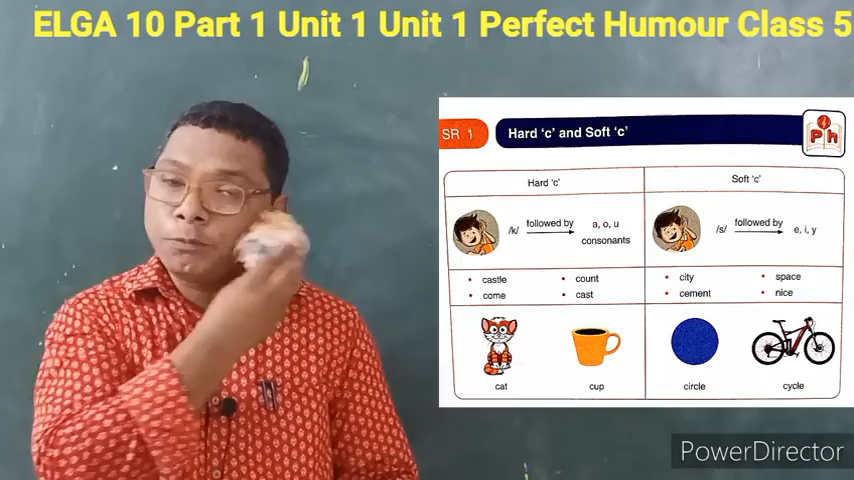 ELGA 10 Part 1 Unit 1 Unit 1 Perfect Humour Class 5
SR 1
Hard 'c' and Soft 'c'
Ph
Hard 'c'
Soft 'c'
/k/ followed by a, o, u
consonants
/s/ followed by e, i, y
• castle • count
• come • cast
• city • space
• cement • nice
cat cup circle cycle
PowerDirector